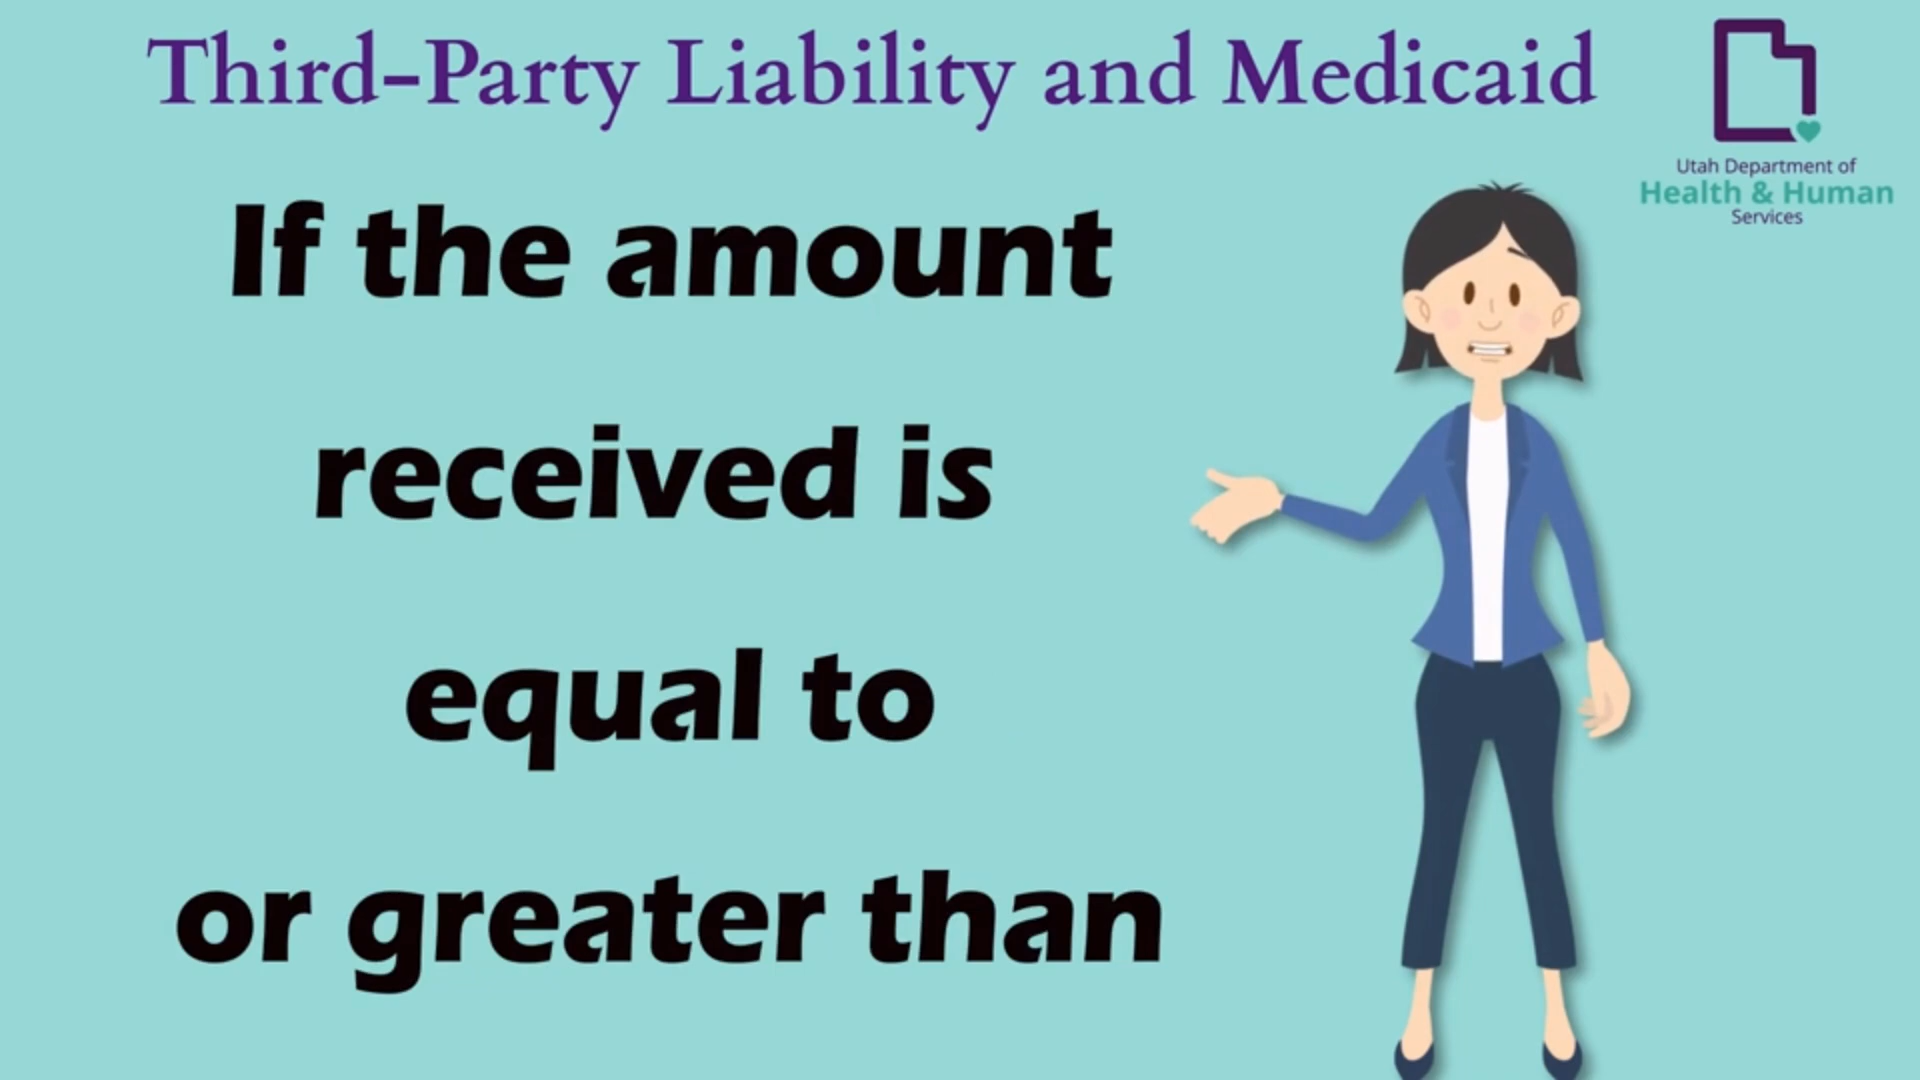 Third-Party Liability and Medicaid
Utah Department of
Health & Human
Services
If the amount
received is
equal to
or greater than